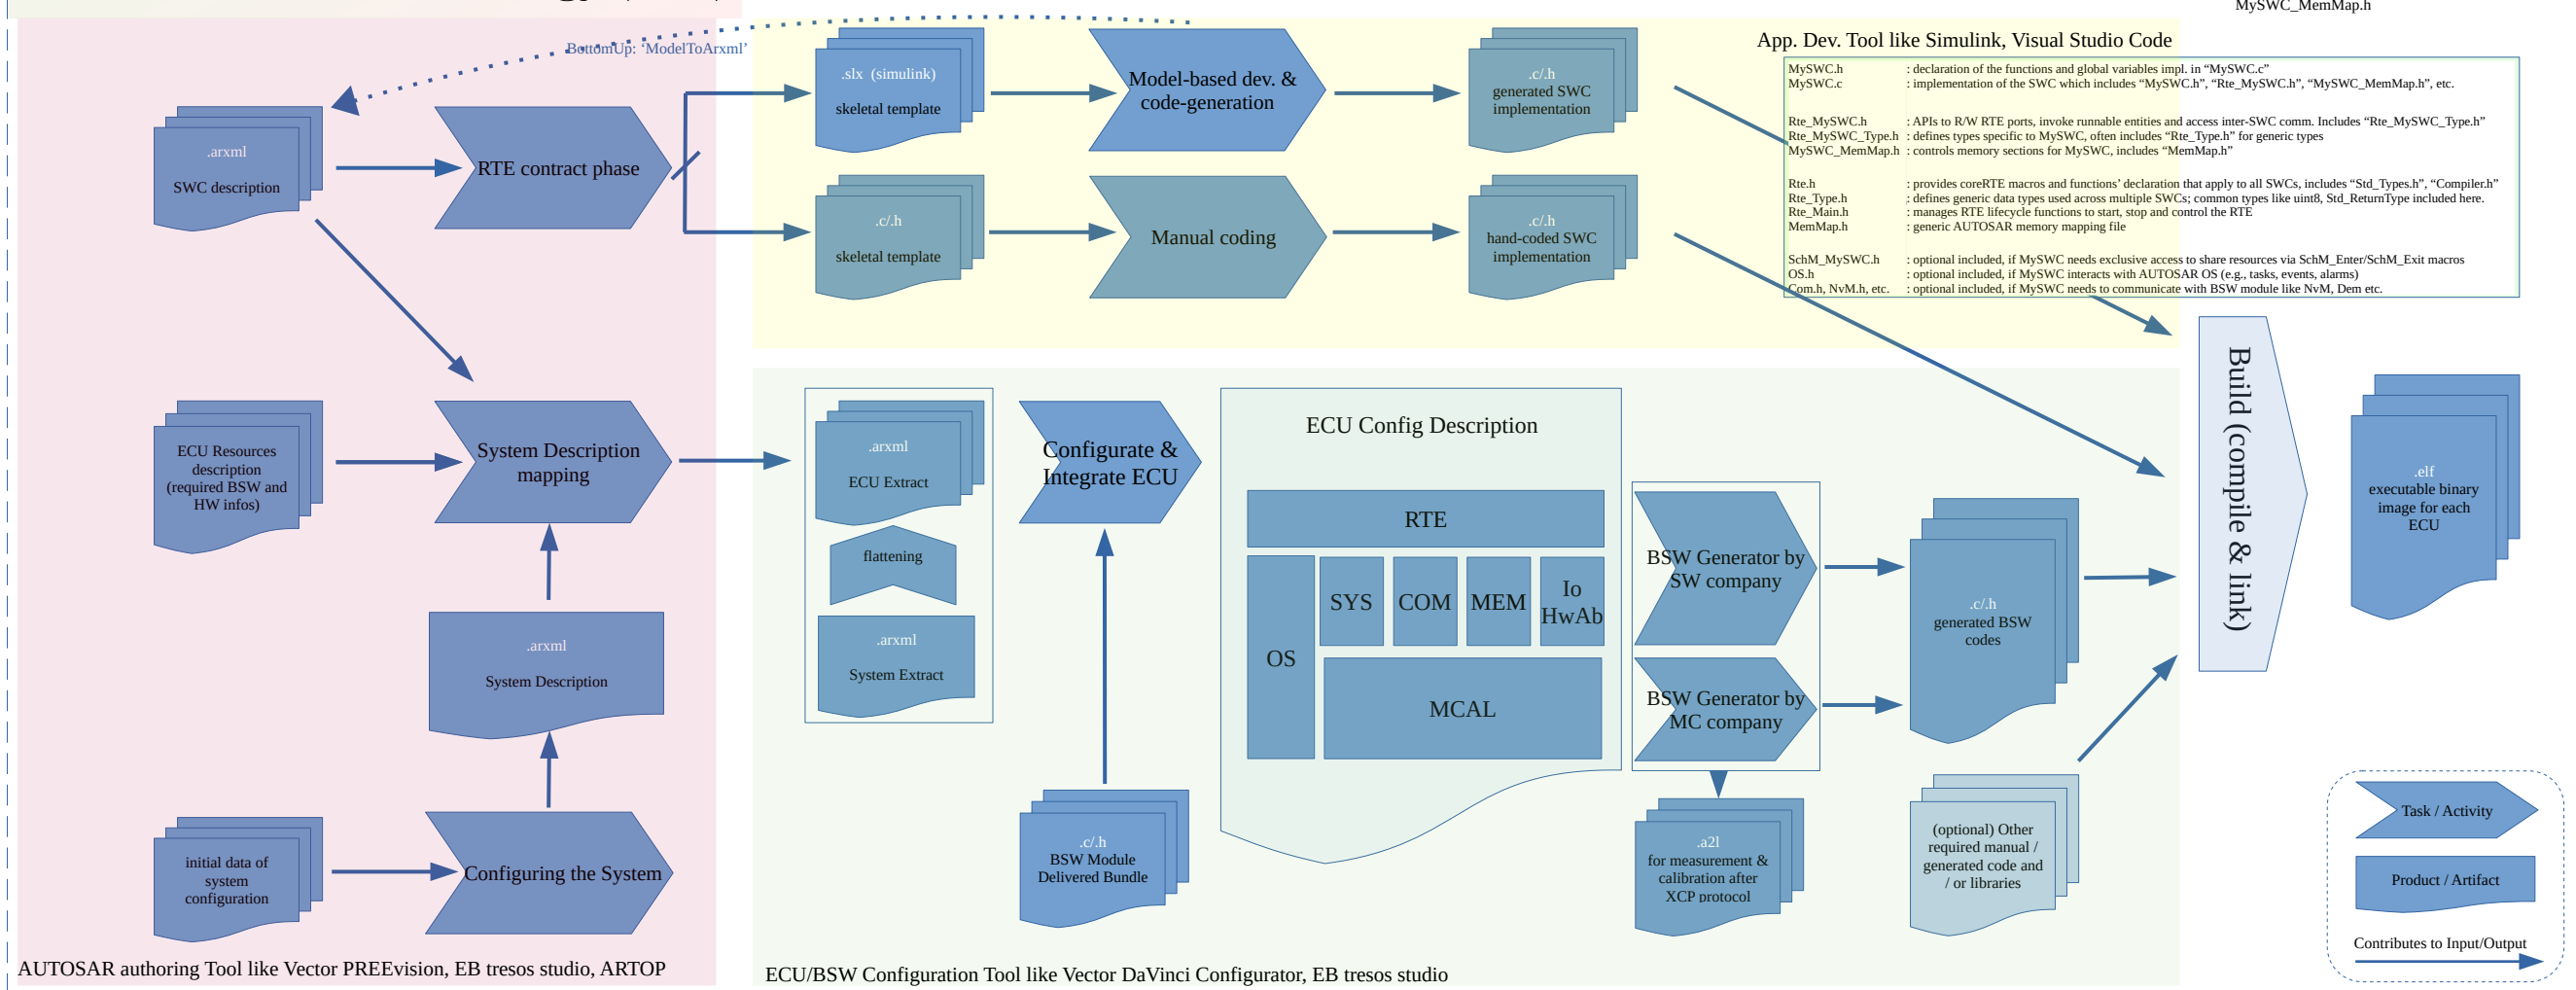 MySWC_MemMap.h
App. Dev. Tool like Simulink, Visual Studio Code
BottomUp: ‘ModelToArxml’
.arxml
SWC description
RTE contract phase
.slx (simulink)
skeletal template
Model-based dev. &
code-generation
.c/.h
generated SWC
implementation
.c/.h
skeletal template
Manual coding
.c/.h
hand-coded SWC
implementation
MySWC.h : declaration of the functions and global variables impl. in “MySWC.c”
MySWC.c : implementation of the SWC which includes “MySWC.h”, “Rte_MySWC.h”, “MySWC_MemMap.h”, etc.
Rte_MySWC.h : APIs to R/W RTE ports, invoke runnable entities and access inter-SWC comm. Includes “Rte_MySWC_Type.h”
Rte_MySWC_Type.h : defines types specific to MySWC, often includes “Rte_Type.h” for generic types
MySWC_MemMap.h : controls memory sections for MySWC, includes “MemMap.h”
Rte.h : provides coreRTE macros and functions’ declaration that apply to all SWCs, includes “Std_Types.h”, “Compiler.h”
Rte_Type.h : defines generic data types used across multiple SWCs; common types like uint8, Std_ReturnType included here.
Rte_Main.h : manages RTE lifecycle functions to start, stop and control the RTE
MemMap.h : generic AUTOSAR memory mapping file
SchM_MySWC.h : optional included, if MySWC needs exclusive access to share resources via SchM_Enter/SchM_Exit macros
OS.h : optional included, if MySWC interacts with AUTOSAR OS (e.g., tasks, events, alarms)
Com.h, NvM.h, etc. : optional included, if MySWC needs to communicate with BSW module like NvM, Dem etc.
ECU Resources
description
(required BSW and
HW infos)
System Description
mapping
.arxml
System Description
initial data of
system
configuration
Configuring the System
AUTOSAR authoring Tool like Vector PREEvision, EB tresos studio, ARTOP
.arxml
ECU Extract
flattening
.arxml
System Extract
Configurate &
Integrate ECU
.c/.h
BSW Module
Delivered Bundle
ECU Config Description
RTE
OS
SYS
COM
MEM
Io
HwAb
MCAL
BSW Generator by
SW company
BSW Generator by
MC company
.a2l
for measurement &
calibration after
XCP protocol
.c/.h
generated BSW
codes
(optional) Other
required manual /
generated code and
/ or libraries
ECU/BSW Configuration Tool like Vector DaVinci Configurator, EB tresos studio
Build (compile & link)
.elf
executable binary
image for each
ECU
Task / Activity
Product / Artifact
Contributes to Input/Output